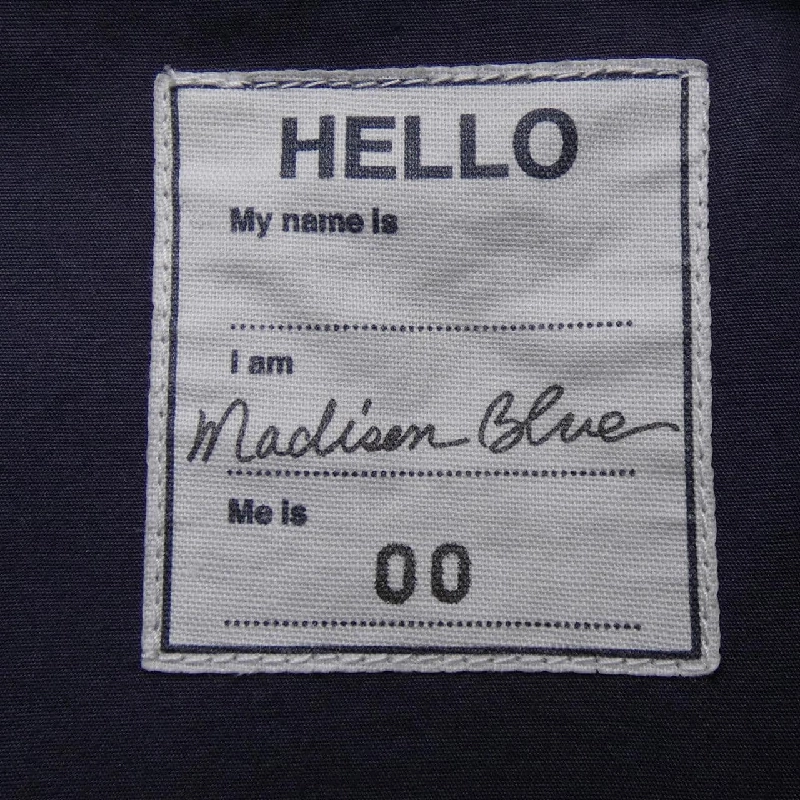 HELLO
My name is
I am
Madison Blue
Me is
00